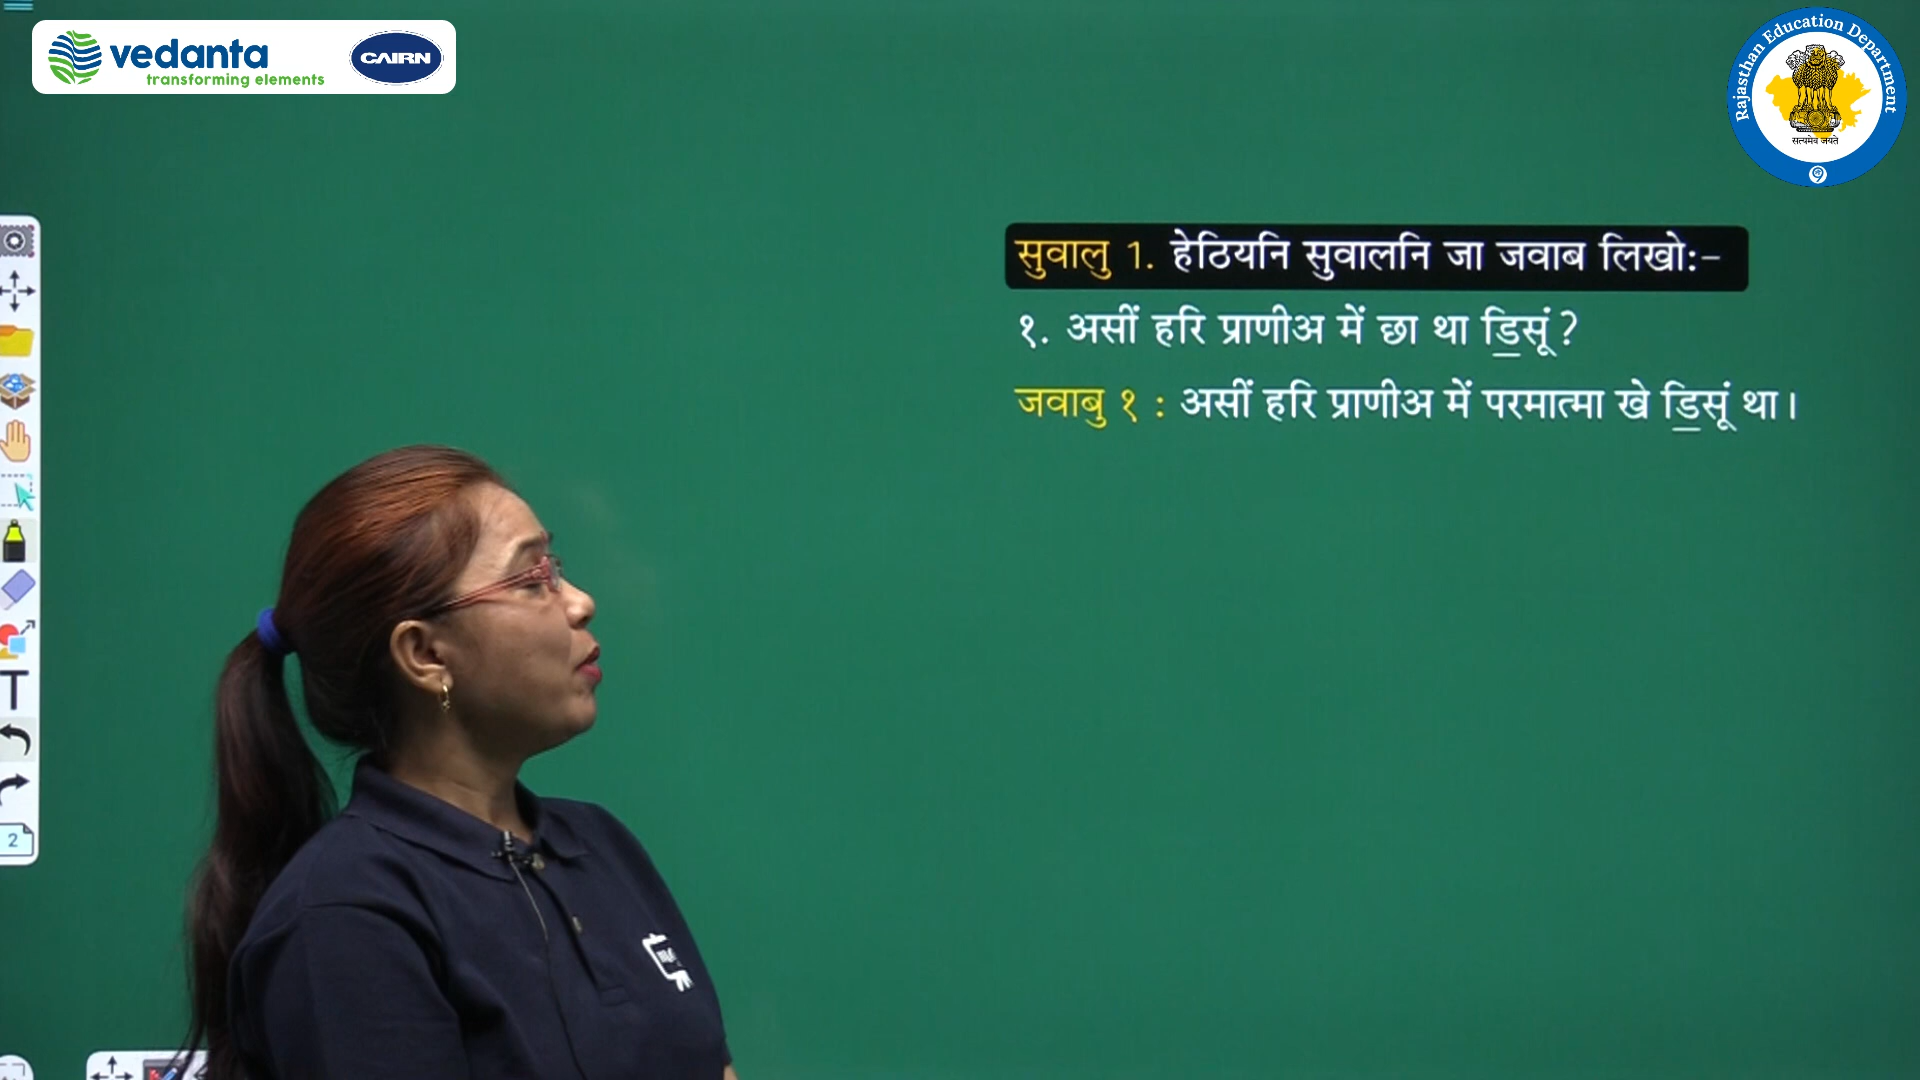 vedanta
transforming elements
CAIRN
Rajasthan Education Department
सत्यमेव जयते
सुवालु 1. हेठियनि सुवालनि जा जवाब लिखो:-
१. असीं हरि प्राणीअ में छा था डि॒सूं ?
जवाबु १ : असीं हरि प्राणीअ में परमात्मा खे डि॒सूं था।
T
2